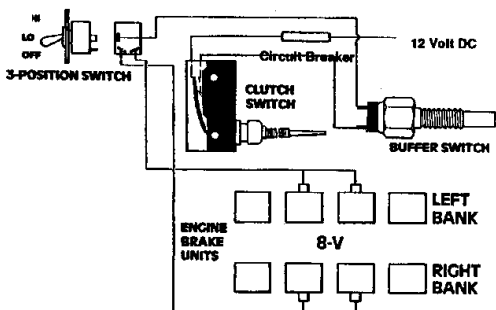 HI
LO
OFF
3-POSITION SWITCH
12 Volt DC
Circuit Breaker
CLUTCH
SWITCH
BUFFER SWITCH
ENGINE
BRAKE
UNITS
8-V
LEFT
BANK
RIGHT
BANK